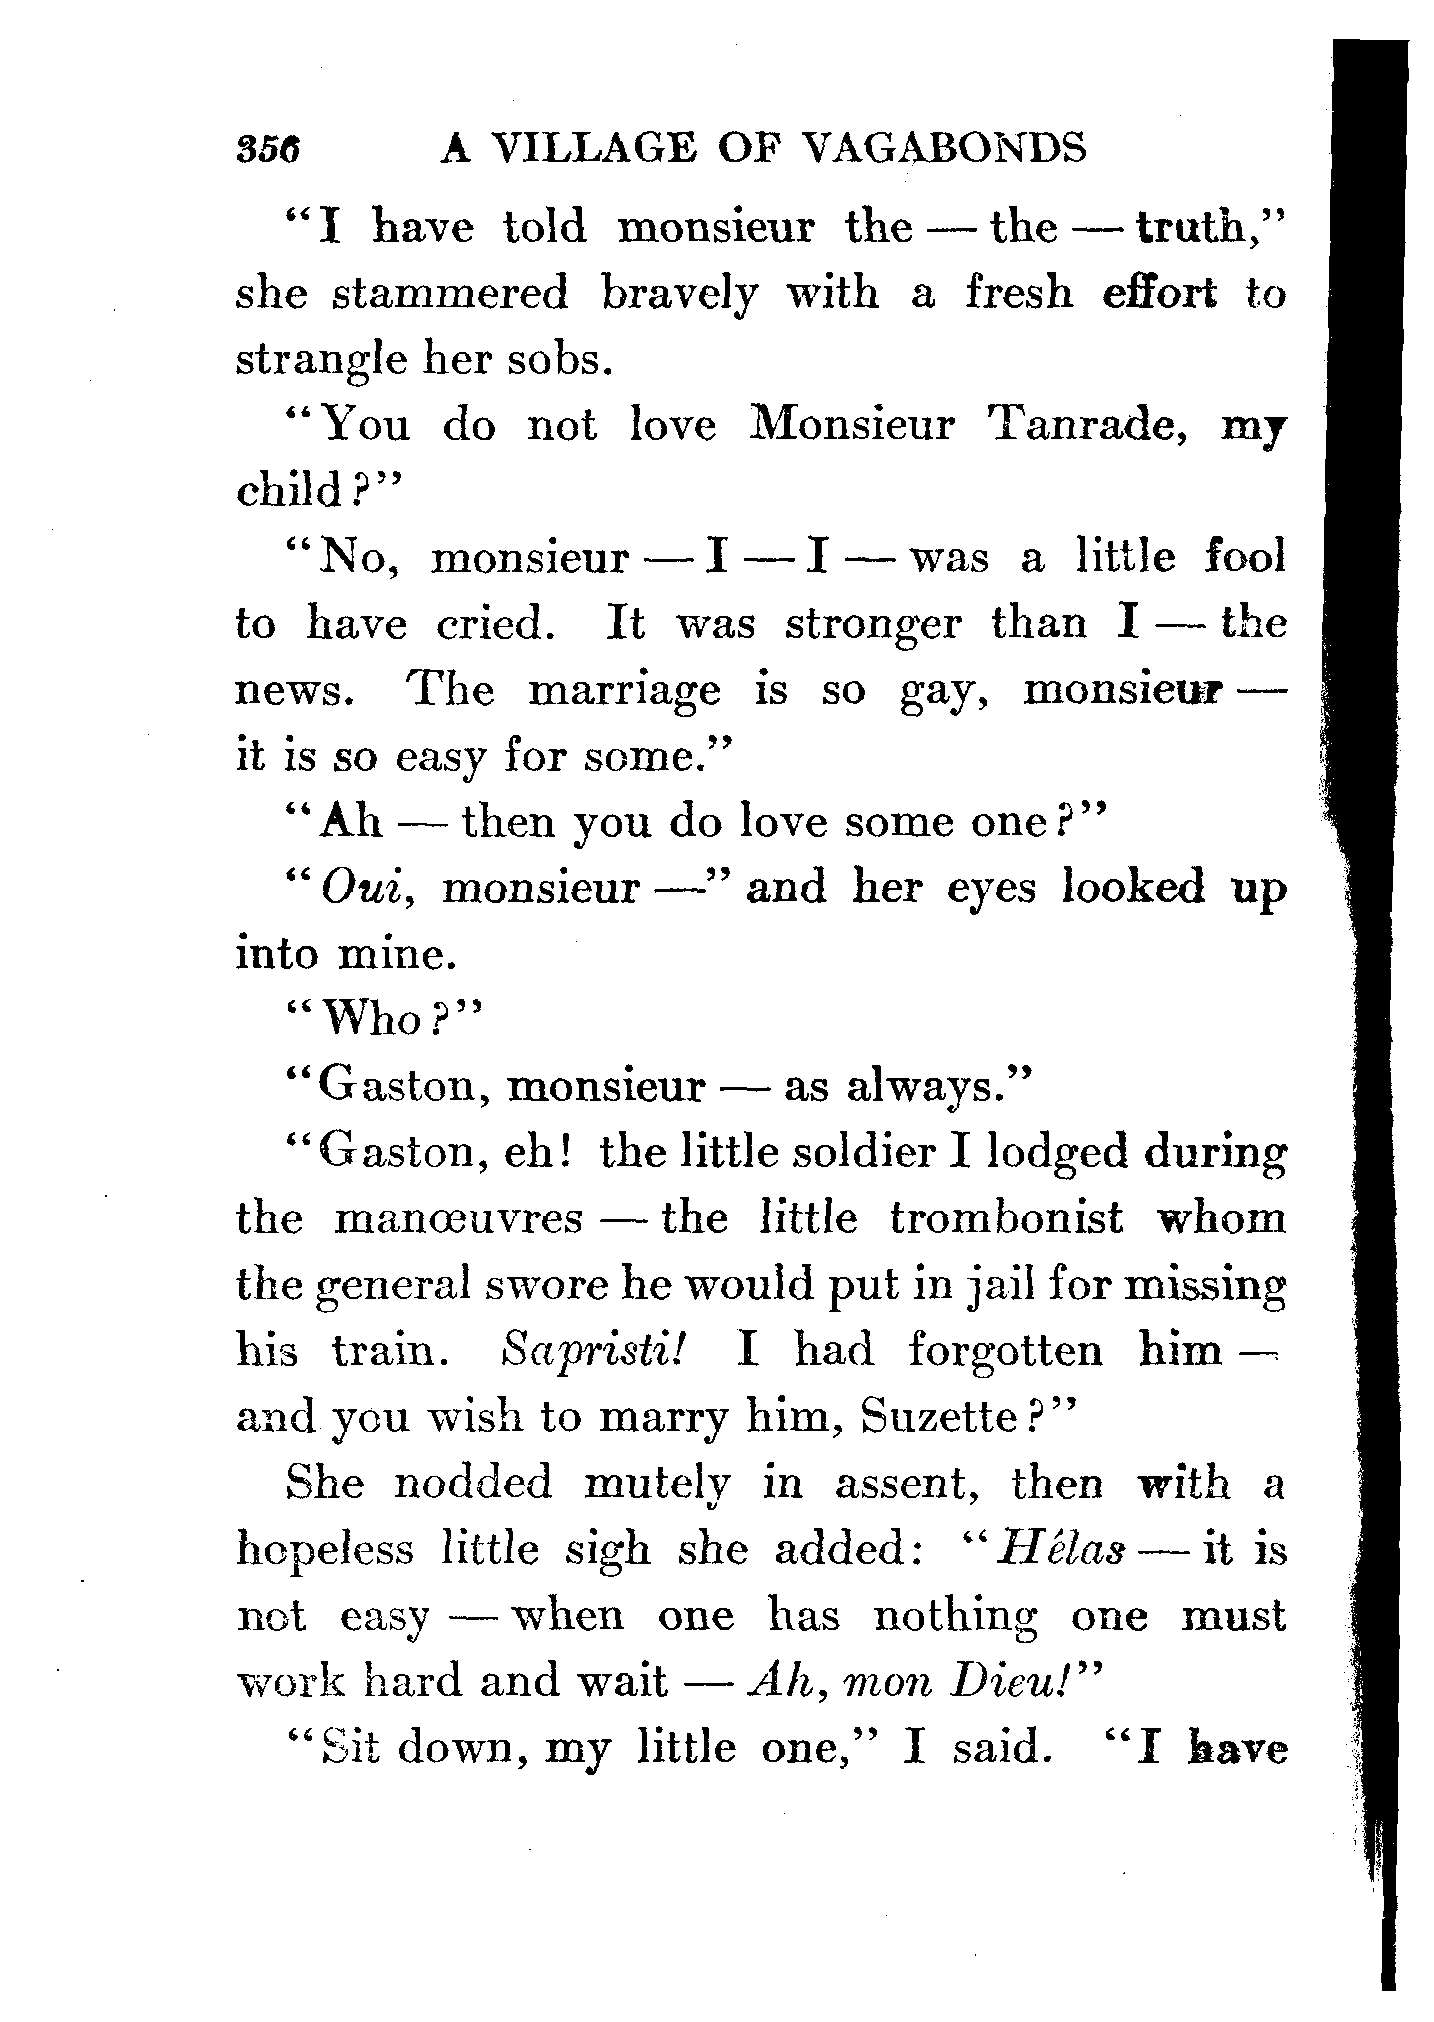 356 A VILLAGE OF VAGABONDS
“I have told monsieur the — the — truth,”
she stammered bravely with a fresh effort to
strangle her sobs.
“You do not love Monsieur Tanrade, my
child?”
“No, monsieur — I — I — was a little fool
to have cried. It was stronger than I — the
news. The marriage is so gay, monsieur —
it is so easy for some.”
“Ah — then you do love some one?”
“Oui, monsieur —” and her eyes looked up
into mine.
“Who?”
“Gaston, monsieur — as always.”
“Gaston, eh! the little soldier I lodged during
the manœuvres — the little trombonist whom
the general swore he would put in jail for missing
his train. Sapristi! I had forgotten him —
and you wish to marry him, Suzette?”
She nodded mutely in assent, then with a
hopeless little sigh she added: “Hélas — it is
not easy — when one has nothing one must
work hard and wait — Ah, mon Dieu!”
“Sit down, my little one,” I said. “I have